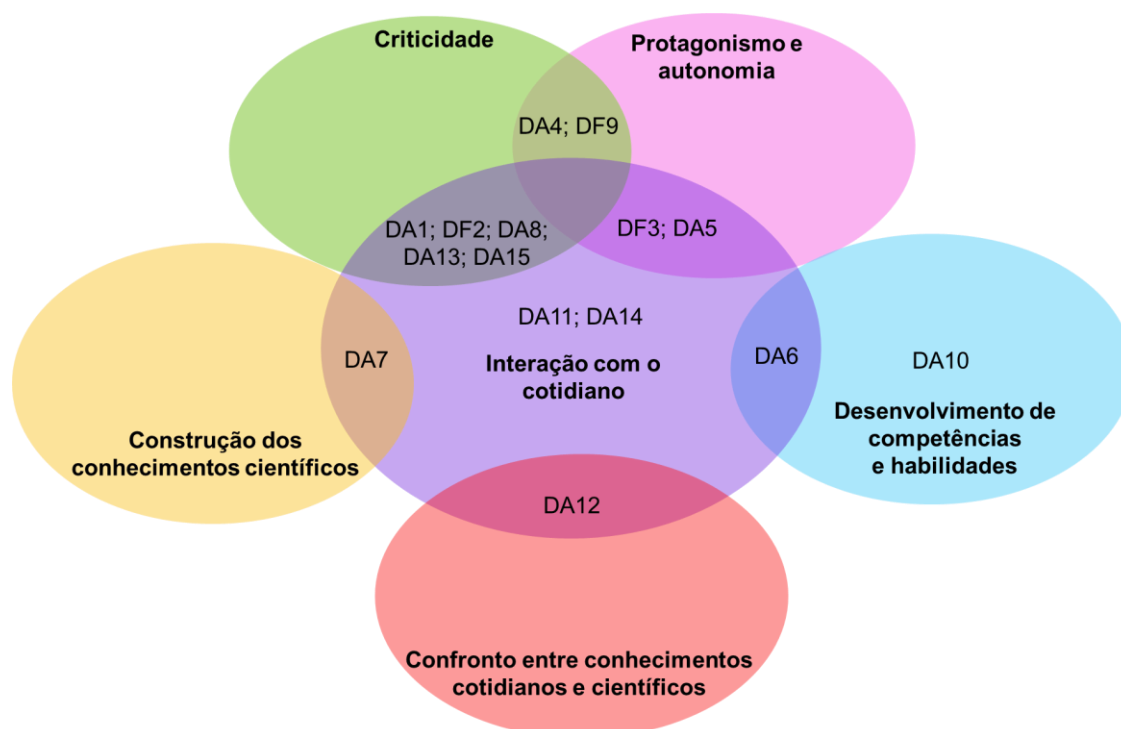 Criticidade
Protagonismo e
autonomia
DA4; DF9
DA1; DF2; DA8;
DA13; DA15
DF3; DA5
DA11; DA14
Interação com o
cotidiano
DA7
DA6
DA10
Construção dos
conhecimentos científicos
Desenvolvimento de
competências
e habilidades
DA12
Confronto entre conhecimentos
cotidianos e científicos